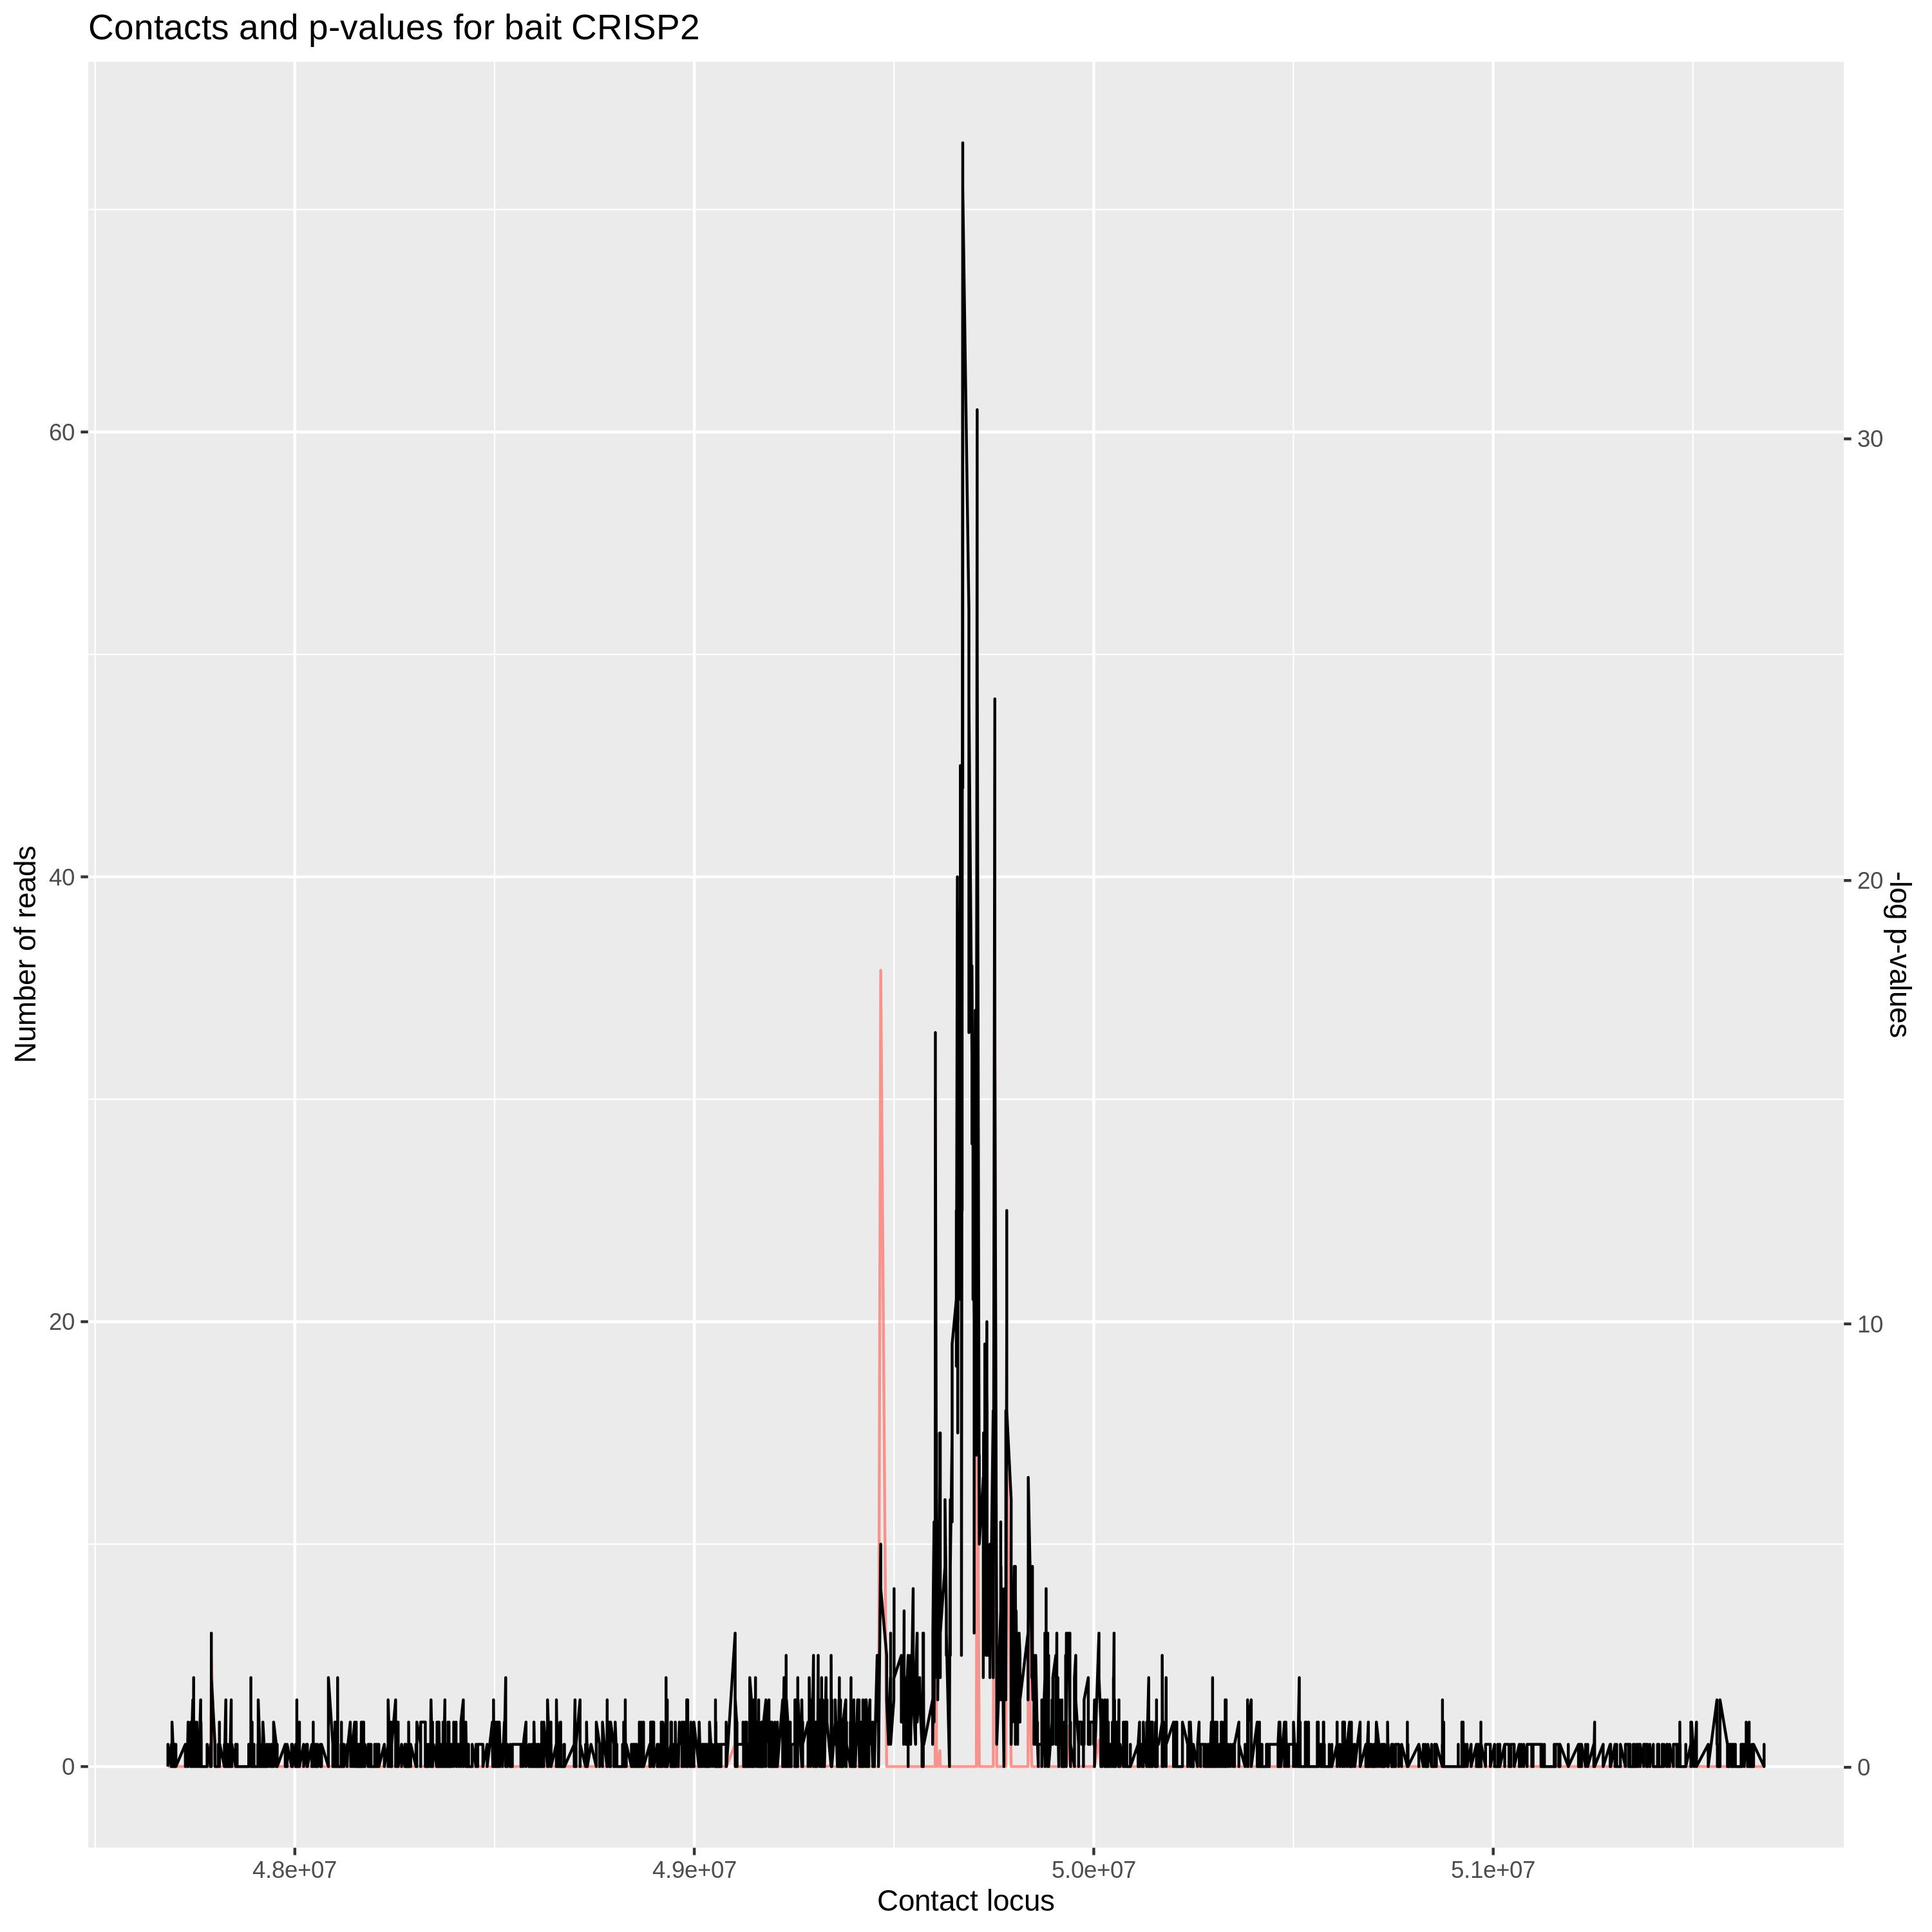 Contacts and p-values for bait CRISP2
60
40
20
0
30
20
10
0
Number of reads
-log p-values
4.8e+07
4.9e+07
5.0e+07
5.1e+07
Contact locus